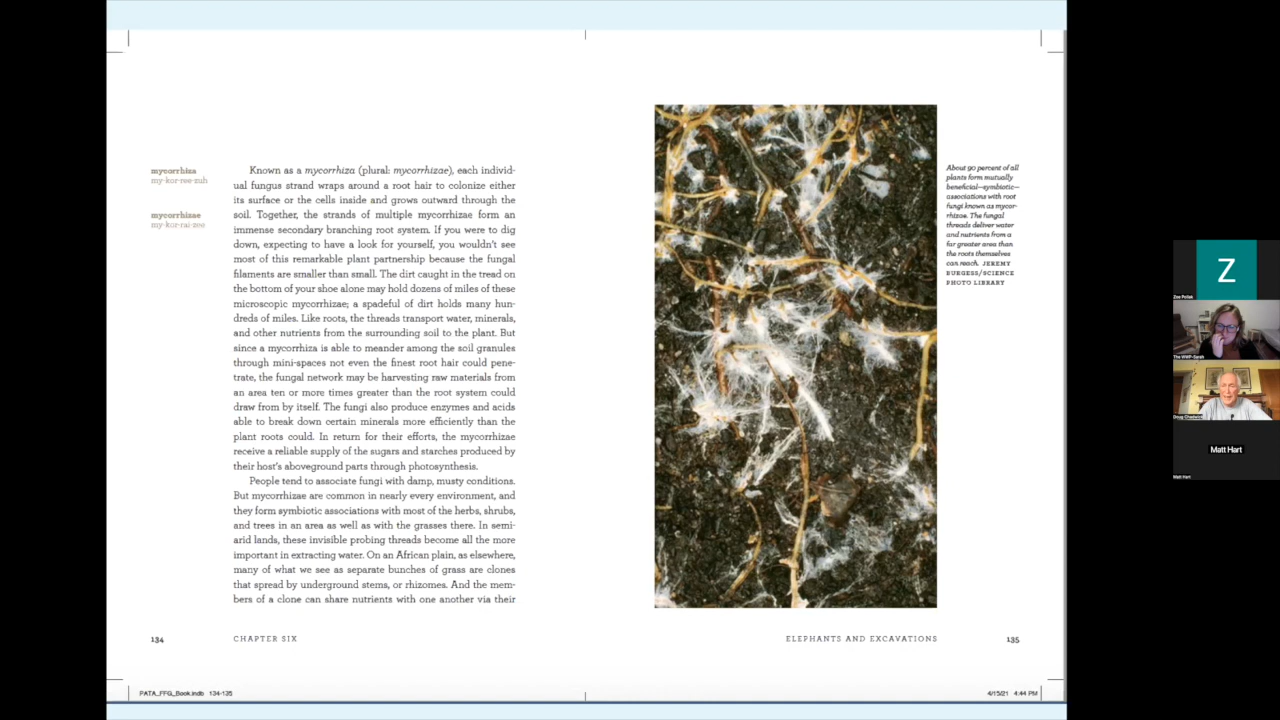 mycorrhiza
my-kor-ree-zuh
mycorrhizae
my-kor-rai-zee
Known as a mycorrhiza (plural: mycorrhizae), each individ-
ual fungus strand wraps around a root hair to colonize either
its surface or the cells inside and grows outward through the
soil. Together, the strands of multiple mycorrhizae form an
immense secondary branching root system. If you were to dig
down, expecting to have a look for yourself, you wouldn't see
most of this remarkable plant partnership because the fungal
filaments are smaller than small. The dirt caught in the tread on
the bottom of your shoe alone may hold dozens of miles of these
microscopic mycorrhizae; a spadeful of dirt holds many hun-
dreds of miles. Like roots, the threads transport water, minerals,
and other nutrients from the surrounding soil to the plant. But
since a mycorrhiza is able to meander among the soil granules
through mini-spaces not even the finest root hair could pene-
trate, the fungal network may be harvesting raw materials from
an area ten or more times greater than the root system could
draw from by itself. The fungi also produce enzymes and acids
able to break down certain minerals more efficiently than the
plant roots could. In return for their efforts, the mycorrhizae
receive a reliable supply of the sugars and starches produced by
their host's aboveground parts through photosynthesis.
People tend to associate fungi with damp, musty conditions.
But mycorrhizae are common in nearly every environment, and
they form symbiotic associations with most of the herbs, shrubs,
and trees in an area as well as with the grasses there. In semi-
arid lands, these invisible probing threads become all the more
important in extracting water. On an African plain, as elsewhere,
many of what we see as separate bunches of grass are clones
that spread by underground stems, or rhizomes. And the mem-
bers of a clone can share nutrients with one another via their
134
CHAPTER SIX
About 90 percent of all
plants form mutually
beneficial—symbiotic—
associations with root
fungi known as mycor-
rhizae. The fungal
threads deliver water
and nutrients from a
far greater area than
the roots themselves
can reach. JEREMY
BURGESS/SCIENCE
PHOTO LIBRARY
ELEPHANTS AND EXCAVATIONS
135
PATA_FFG_Book.indb 134-135
4/15/21 4:44 PM
Z
Zoe Pollak
The WWP-Sarah
Doug Chadwick
Matt Hart
Matt Hart